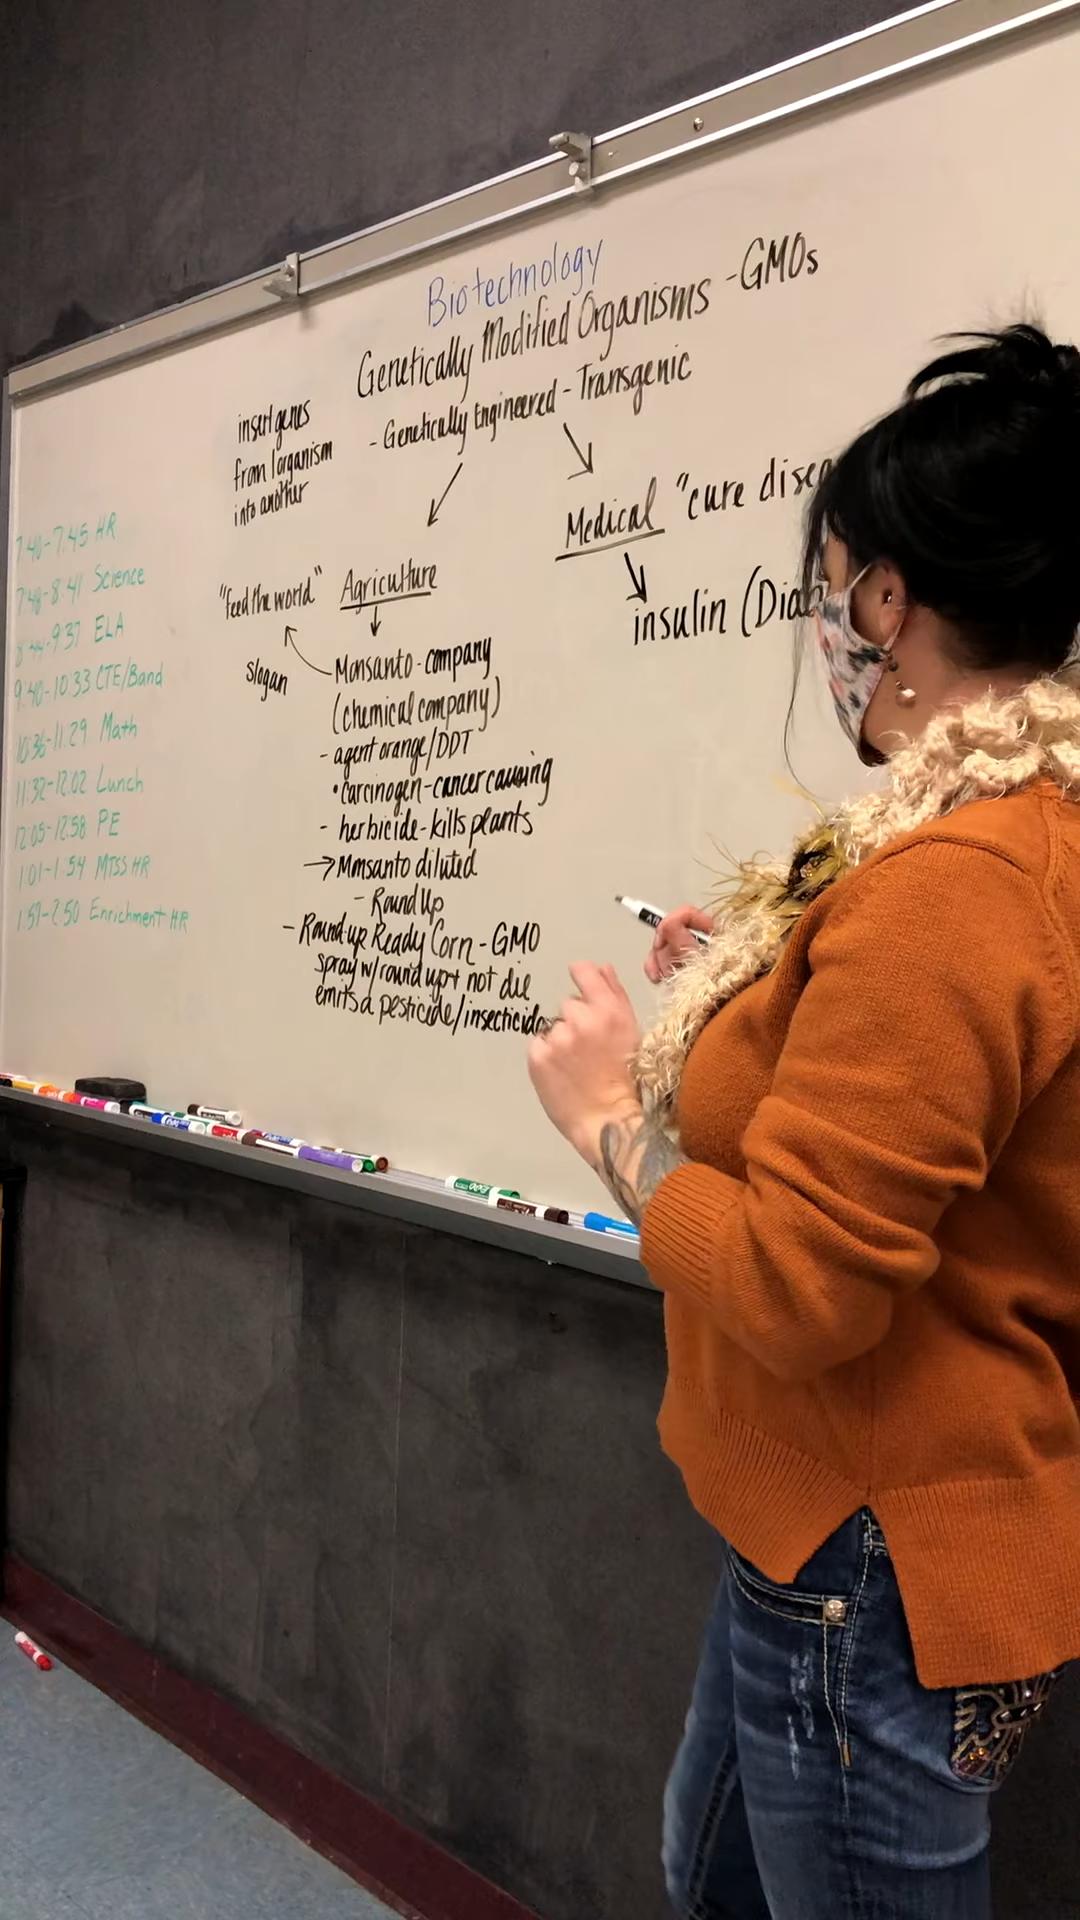 Biotechnology
Genetically Modified Organisms - GMOs
- Genetically Engineered - Transgenic
insert genes
from 1 organism
into another
Medical "cure disea
insulin (Diab
"feed the world" Agriculture
slogan
Monsanto - company
(chemical company)
- agent orange/DDT
• carcinogen - cancer causing
- herbicide - kills plants
→ Monsanto diluted
- Round Up
- Round-up Ready Corn - GMO
spray w/ round up + not die
emits a pesticide/insecticide
7:40-7:45 HR
7:48-8:41 Science
8:44-9:37 ELA
9:40-10:33 CTE/Band
10:36-11:29 Math
11:32-12:02 Lunch
12:05-12:58 PE
1:01-1:54 MTSS HR
1:57-2:50 Enrichment HR
EXPO